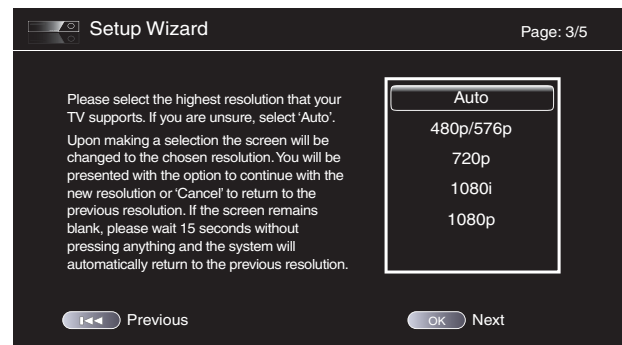 Setup Wizard
Page: 3/5
Please select the highest resolution that your
TV supports. If you are unsure, select ‘Auto’.
Upon making a selection the screen will be
changed to the chosen resolution. You will be
presented with the option to continue with the
new resolution or ‘Cancel’ to return to the
previous resolution. If the screen remains
blank, please wait 15 seconds without
pressing anything and the system will
automatically return to the previous resolution.
Auto
480p/576p
720p
1080i
1080p
Previous
OK Next